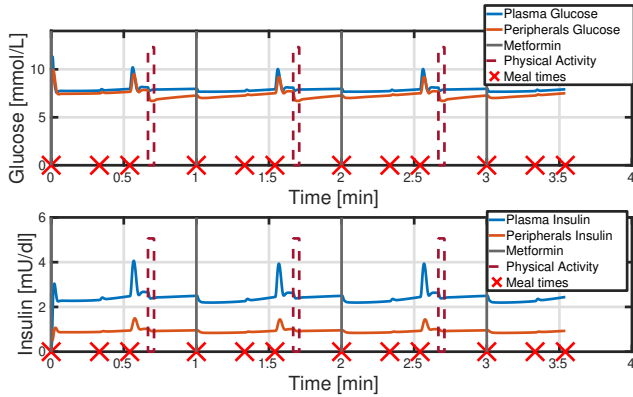 Glucose [mmol/L]
10
5
0
0
0.5
1
1.5
2
2.5
3
3.5
4
Time [min]
Plasma Glucose
Peripherals Glucose
Metformin
Physical Activity
Meal times
Insulin [mU/dl]
6
4
2
0
0
0.5
1
1.5
2
2.5
3
3.5
4
Time [min]
Plasma Insulin
Peripherals Insulin
Metformin
Physical Activity
Meal times